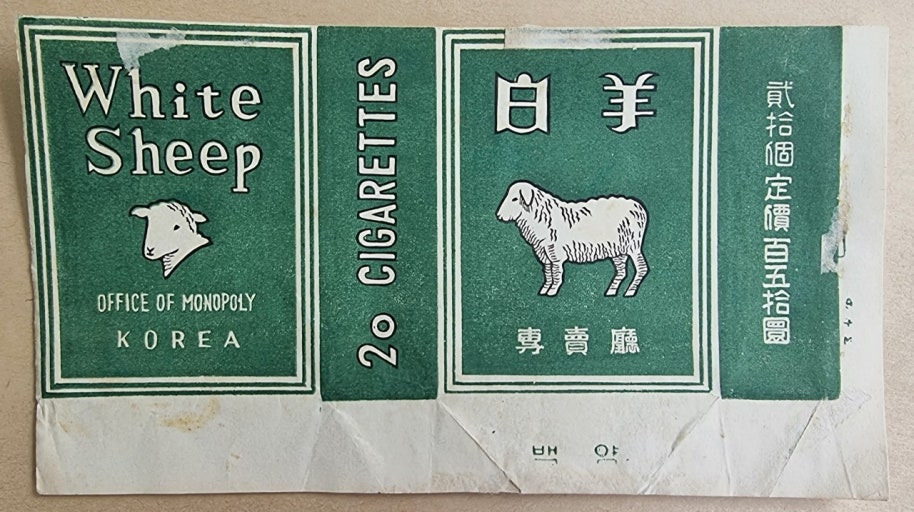 White
Sheep
OFFICE OF MONOPOLY
KOREA
20 CIGARETTES
白羊
專賣廳
貳拾個定價百五拾圜
백양